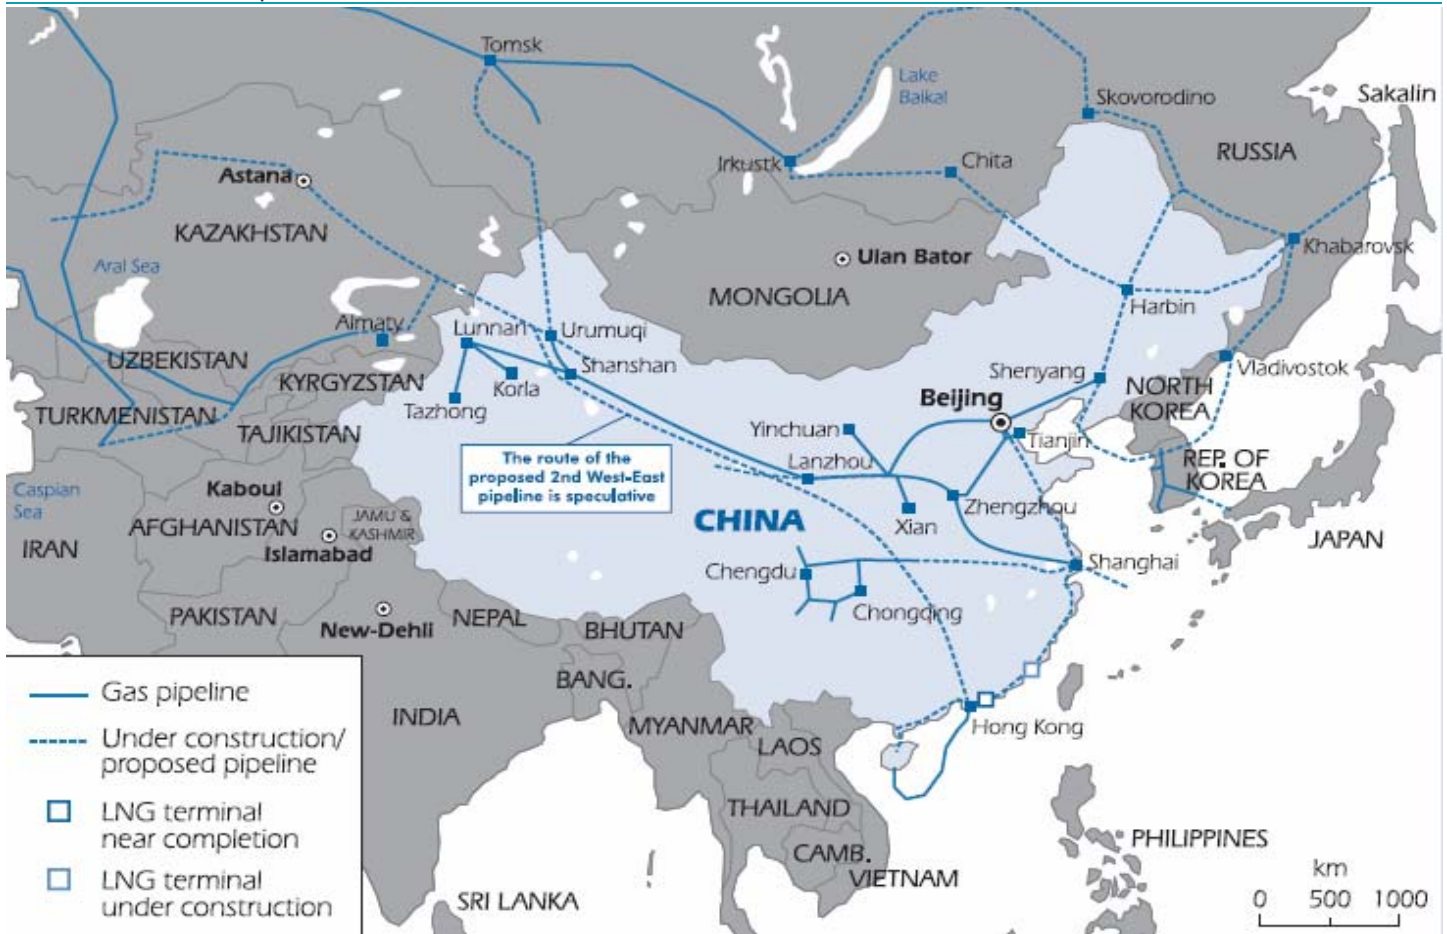 Tomsk
Lake
Baikal
Skovorodino
Sakalin
Irkustk
Chita
RUSSIA
Astana
KAZAKHSTAN
Ulan Bator
Khabarovsk
Aral Sea
MONGOLIA
Harbin
Almaty
Lunnan
Urumuqi
UZBEKISTAN
Shanshan
Vladivostok
KYRGYZSTAN
Korla
Shenyang
NORTH
KOREA
TURKMENISTAN
Tazhong
Beijing
TAJIKISTAN
Yinchuan
Tianjin
The route of the
proposed 2nd West-East
pipeline is speculative
Lanzhou
REP. OF
KOREA
Caspian
Sea
Kaboul
Zhengzhou
AFGHANISTAN
JAMU &
KASHMIR
CHINA
Xian
IRAN
Islamabad
JAPAN
Chengdu
Shanghai
PAKISTAN
Chongqing
New-Dehli
NEPAL
BHUTAN
BANG.
INDIA
MYANMAR
Hong Kong
LAOS
THAILAND
PHILIPPINES
CAMB.
VIETNAM
SRI LANKA
Gas pipeline
Under construction/
proposed pipeline
LNG terminal
near completion
LNG terminal
under construction
km
0 500 1000